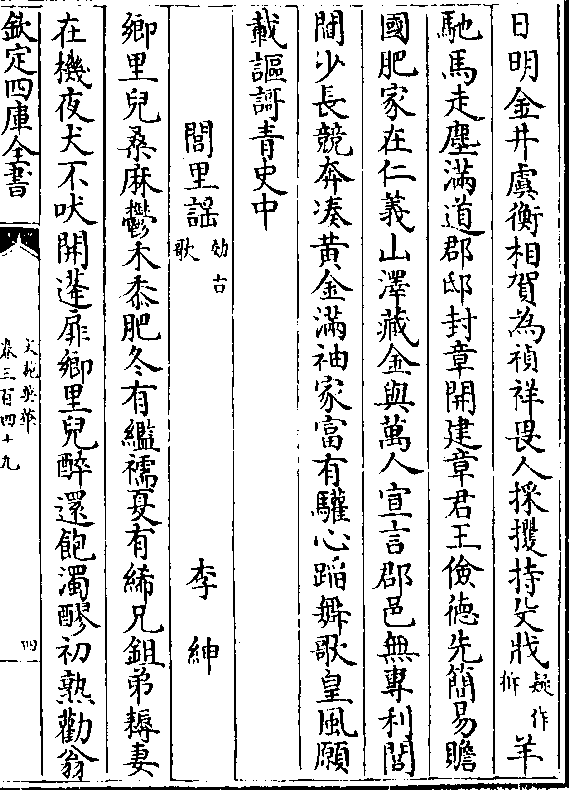 日明金井虞衡相賀為禎祥畏人採攫持殳戕疑作斨羊
馳馬走塵滿道郡邸封章開建章君王儉德先簡易贍
國肥家在仁義山澤藏金與萬人宣言郡邑無專利閭
閻少長競奔湊黃金滿袖家富有驩心蹈舞歌皇風願
載謳謌青史中
閭里謡効古歌　李紳
鄉里兒桑麻鬱禾黍肥冬有繿襦夏有絺兄鉏弟耨妻
在機夜犬不吠開蓬扉鄉里兒醉還飽濁醪初熟勸翁
欽定四庫全書
文苑英華
卷三百四十九
四